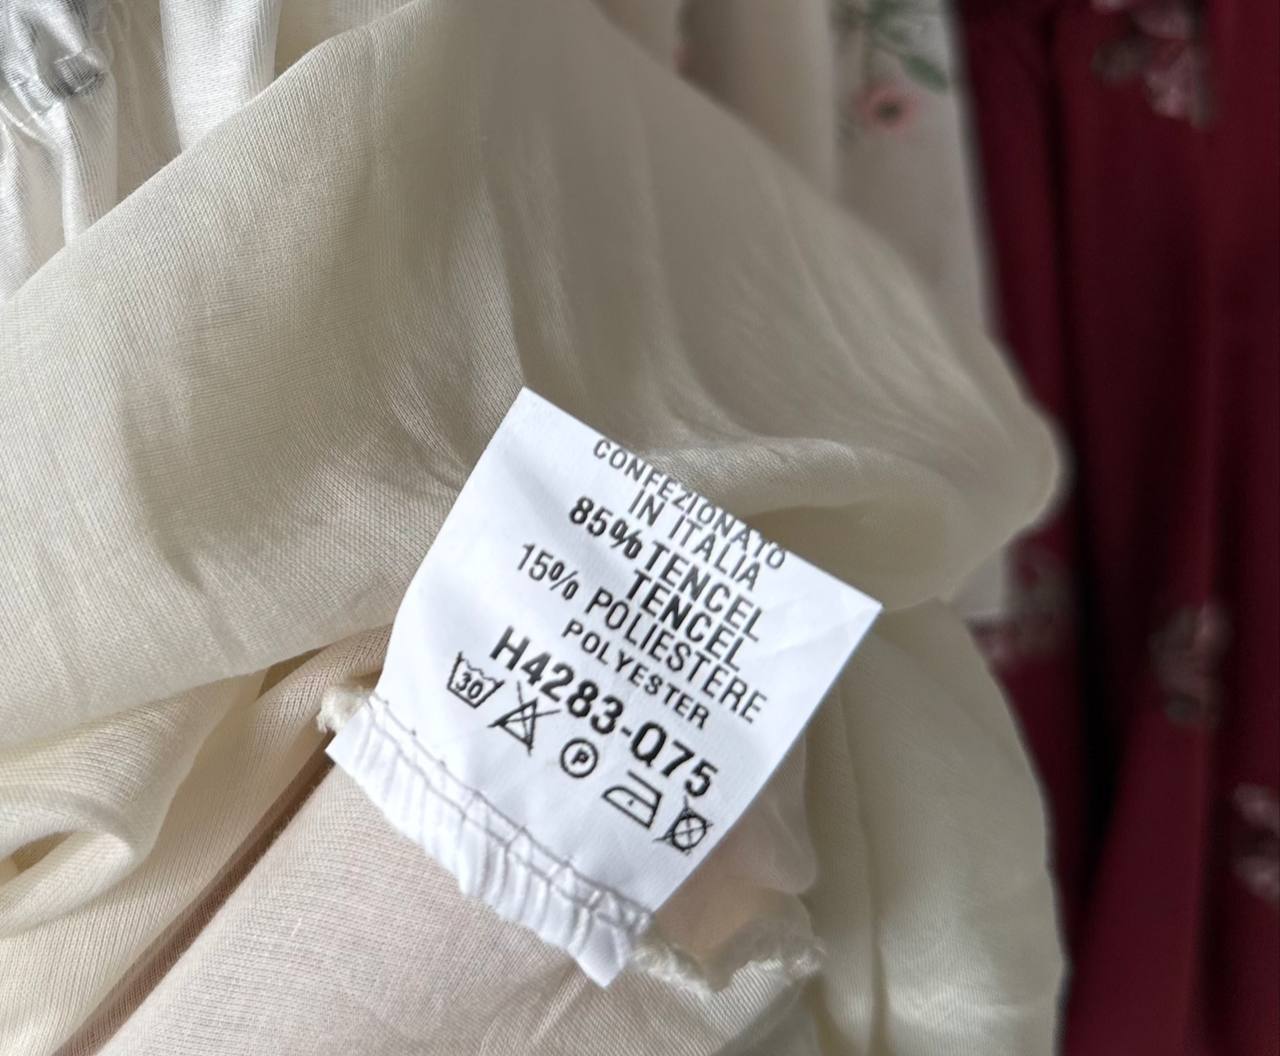 CONFEZIONATO
IN ITALIA
85% TENCEL
TENCEL
15% POLIESTERE
POLYESTER
H4283-Q75
30
P